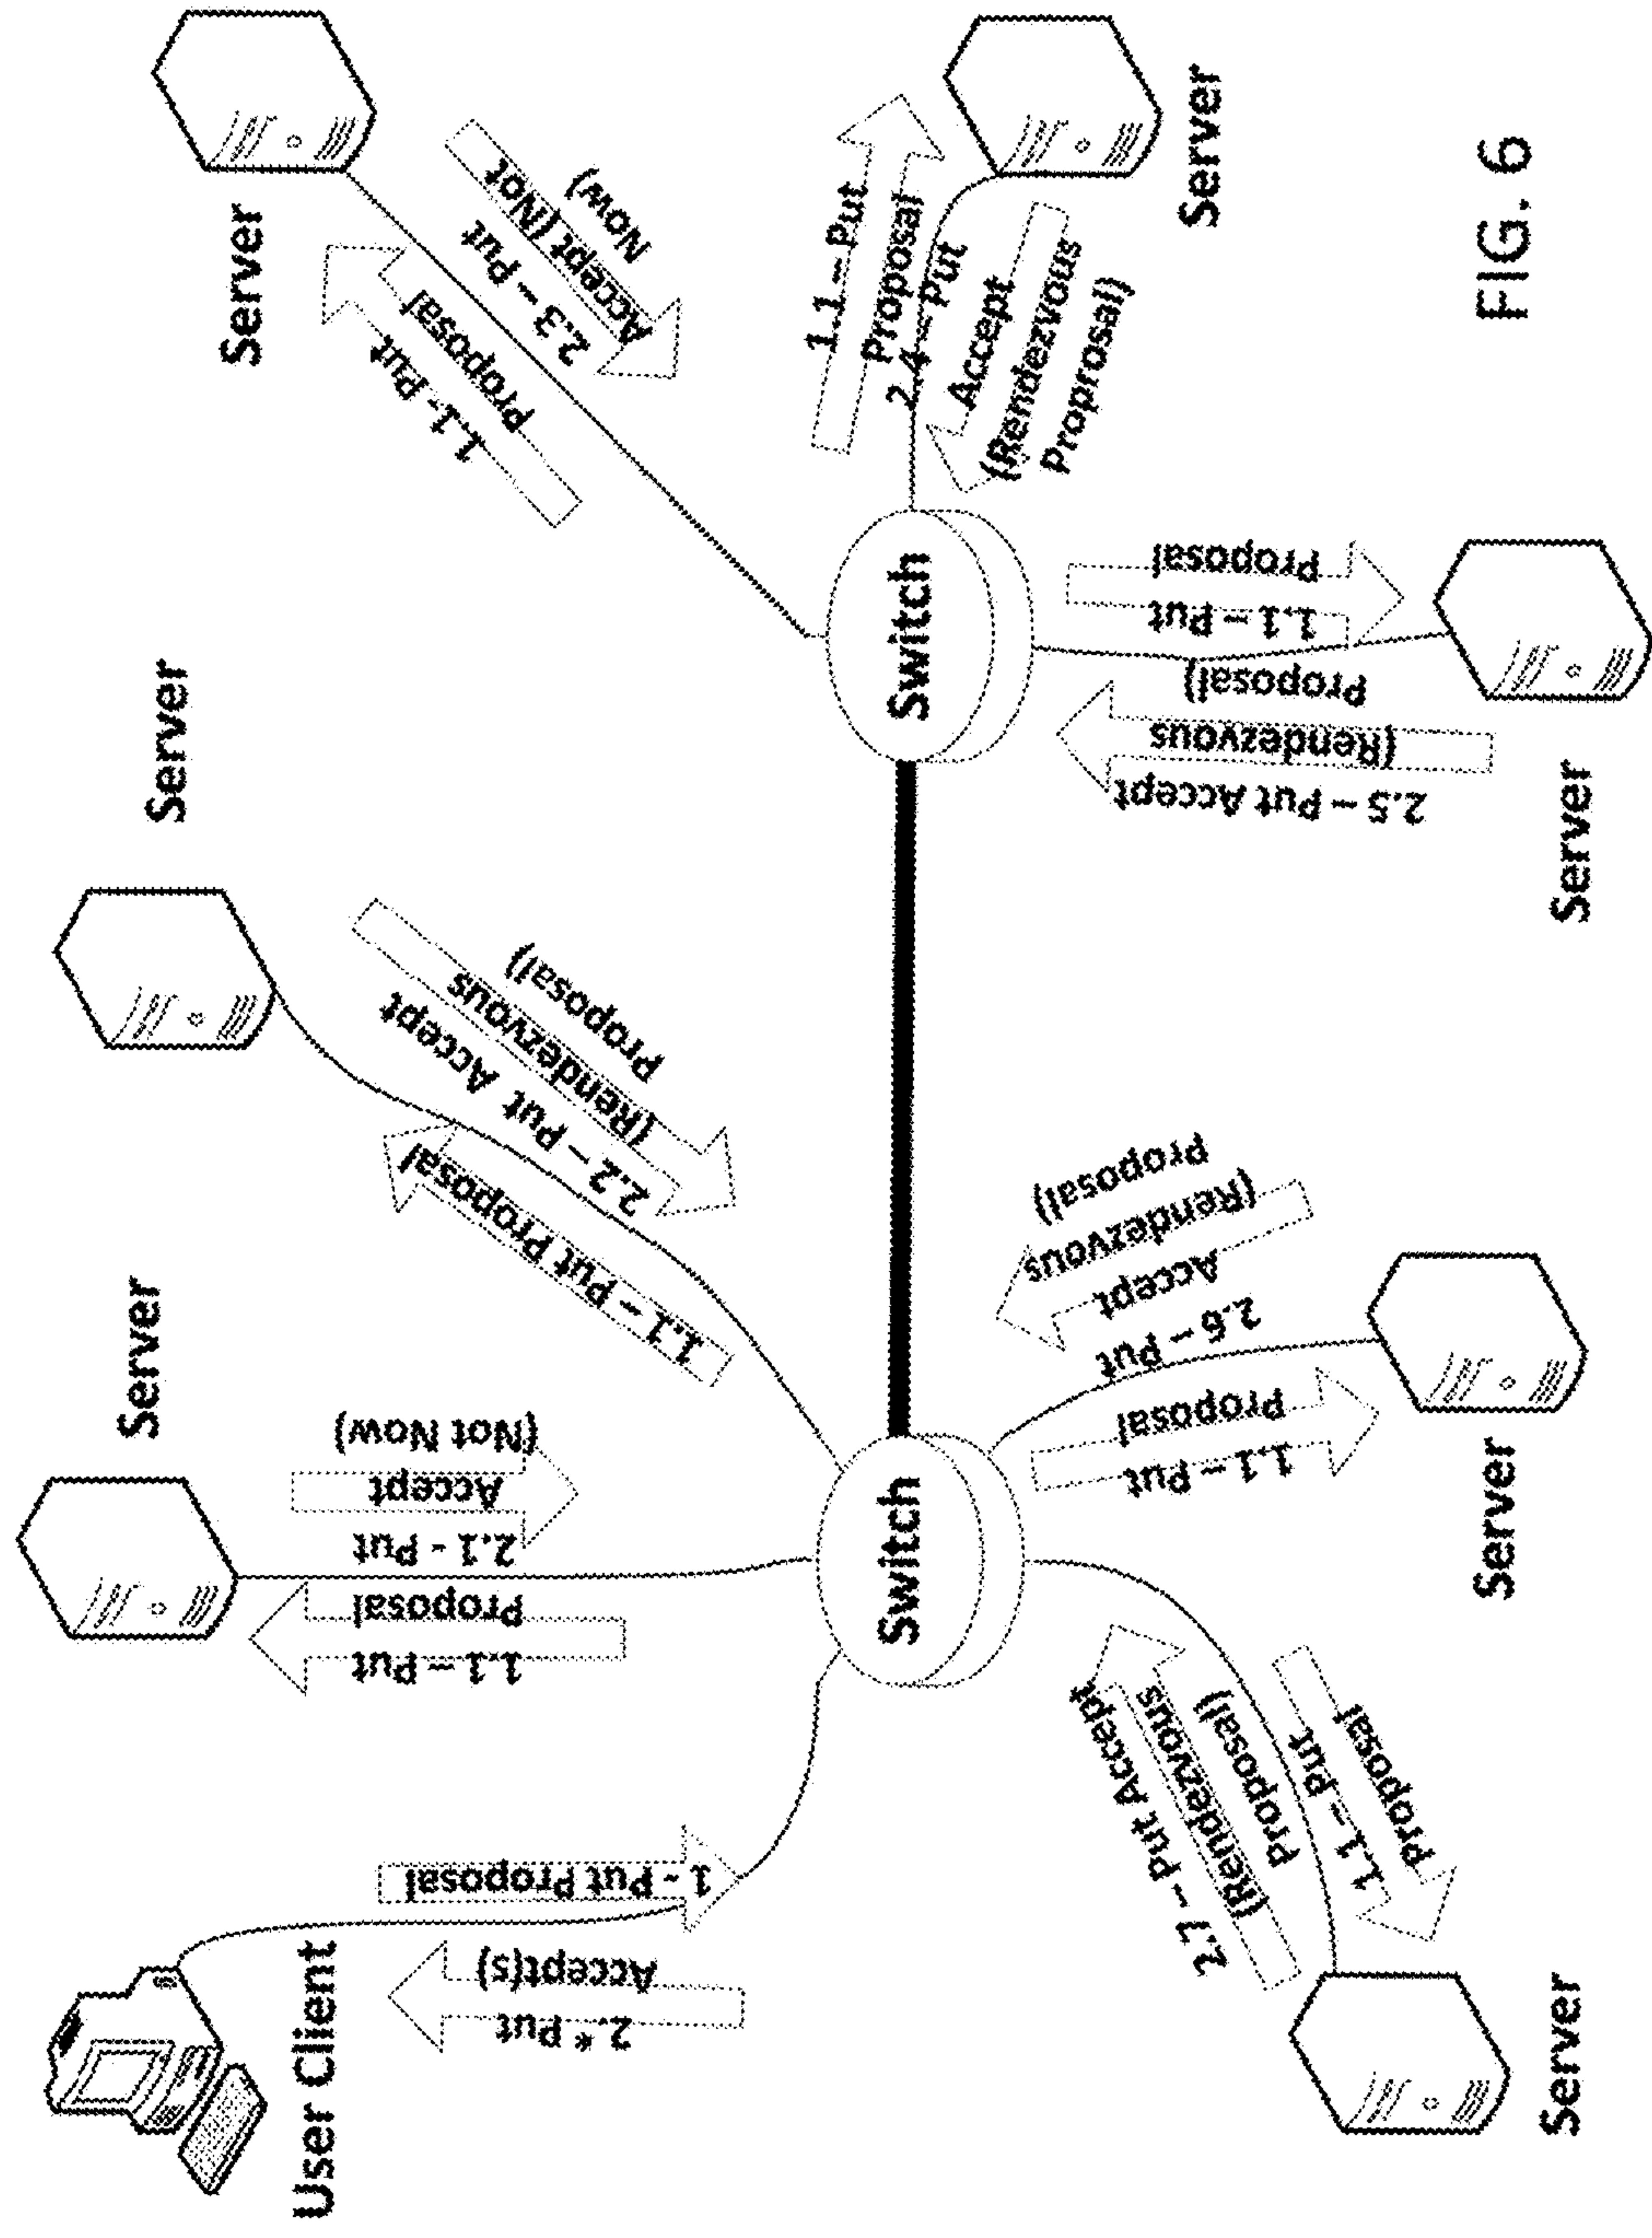 User Client
1 - Put Proposal
2.* Put
Accept(s)
Server
1.1 – Put
Proposal
2.1 - Put
Accept
(Not Now)
Server
1.1 – Put Proposal
2.2 – Put Accept
(Rendezvous
Proposal)
Server
1.1- Put
Proposal
2.3 – Put
Accept (Not
Now)
Switch
Switch
1.1 – Put
Proposal
2.4 – Put
Accept
(Rendezvous
Proprosal)
Server
2.7 – Put Accept
(Rendezvous
Proposal)
1.1 – Put
Proposal
Server
1.1 – Put
Proposal
2.6 – Put
Accept
(Rendezvous
Proposal)
Server
2.5 – Put Accept
(Rendezvous
Proposal)
1.1 – Put
Proposal
Server
FIG. 6